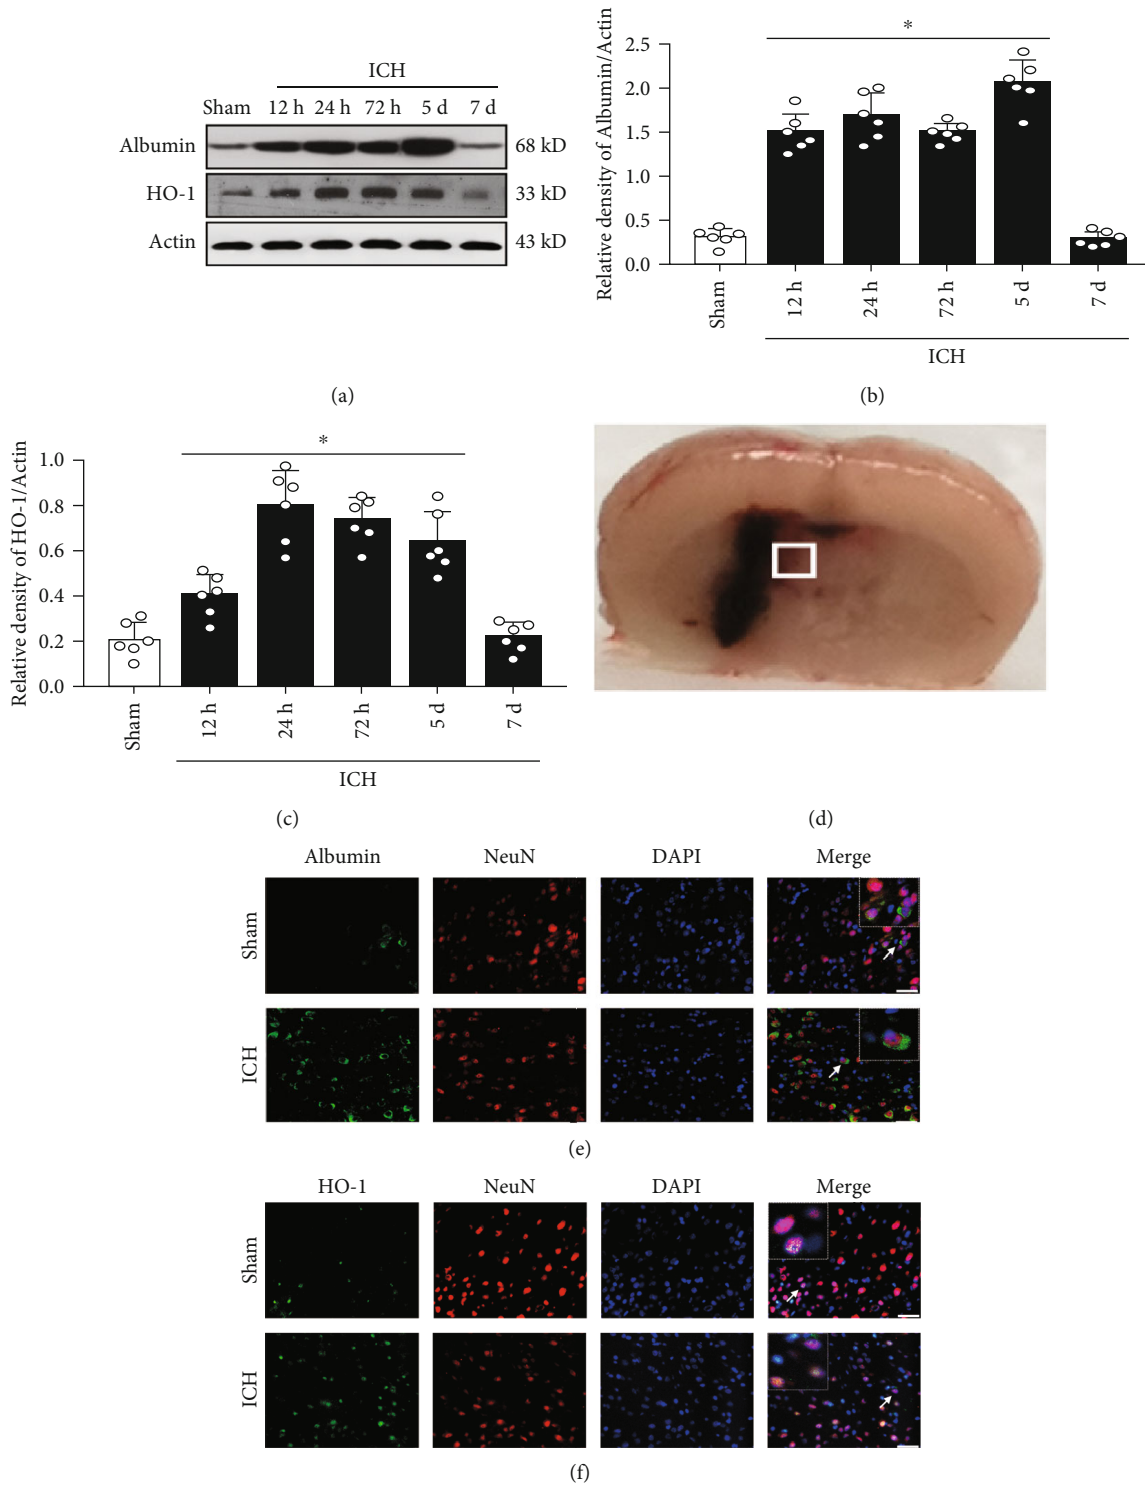 ICH
Sham 12 h 24 h 72 h 5 d 7 d
Albumin 68 kD
HO-1 33 kD
Actin 43 kD
(a)
Relative density of Albumin/Actin
2.5
2.0
1.5
1.0
0.5
0.0
*
Sham 12 h 24 h 72 h 5 d 7 d
ICH
(b)
Relative density of HO-1/Actin
1.0
0.8
0.6
0.4
0.2
0.0
*
Sham 12 h 24 h 72 h 5 d 7 d
ICH
(c)
(d)
Albumin NeuN DAPI Merge
Sham
ICH
(e)
HO-1 NeuN DAPI Merge
Sham
ICH
(f)